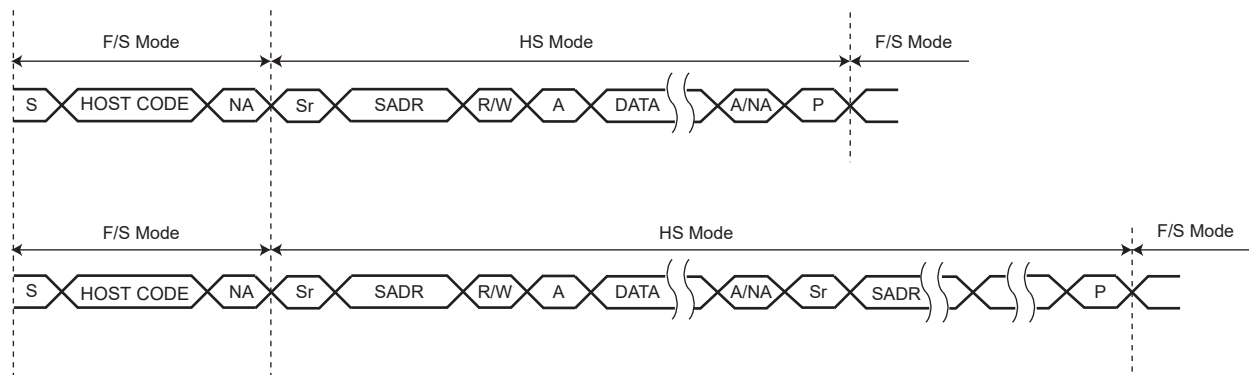 F/S Mode HS Mode F/S Mode
S HOST CODE NA Sr SADR R/W A DATA A/NA P
F/S Mode HS Mode F/S Mode
S HOST CODE NA Sr SADR R/W A DATA A/NA Sr SADR P